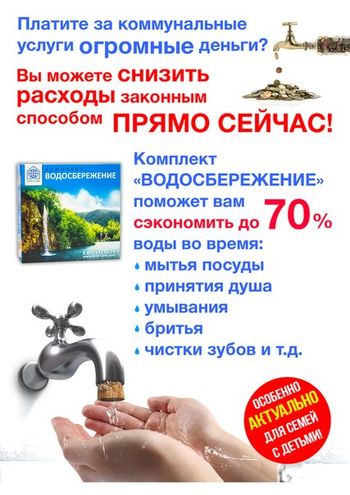 Платите за коммунальные
услуги огромные деньги?
Вы можете СНИЗИТЬ
расходы законным
способом ПРЯМО СЕЙЧАС!
ВОДОСБЕРЕЖЕНИЕ
Комплект
«ВОДОСБЕРЕЖЕНИЕ»
поможет вам
сэкономить до 70%
воды во время:
мытья посуды
принятия душа
умывания
бритья
чистки зубов и т.д.
ОСОБЕННО
АКТУАЛЬНО
ДЛЯ СЕМЕЙ
С ДЕТЬМИ!